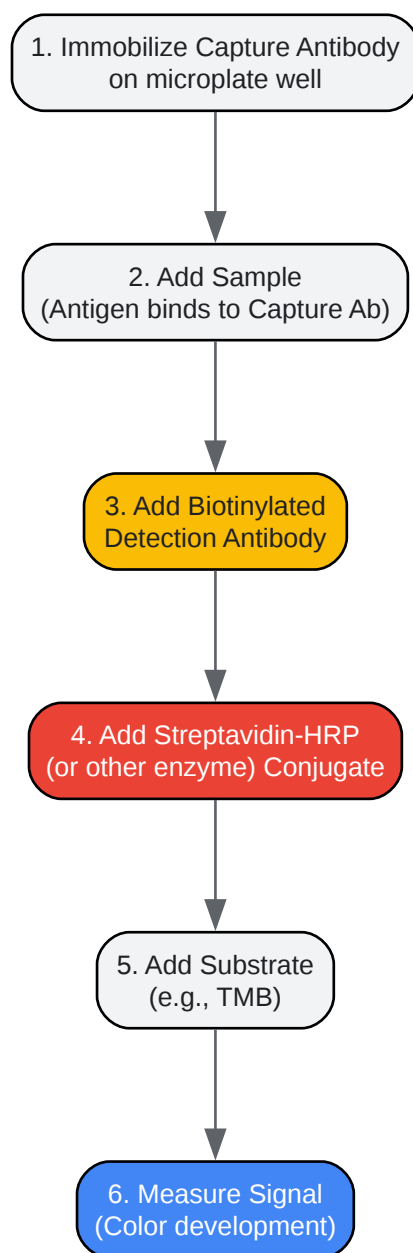 1. Immobilize Capture Antibody
on microplate well
2. Add Sample
(Antigen binds to Capture Ab)
3. Add Biotinylated
Detection Antibody
4. Add Streptavidin-HRP
(or other enzyme) Conjugate
5. Add Substrate
(e.g., TMB)
6. Measure Signal
(Color development)